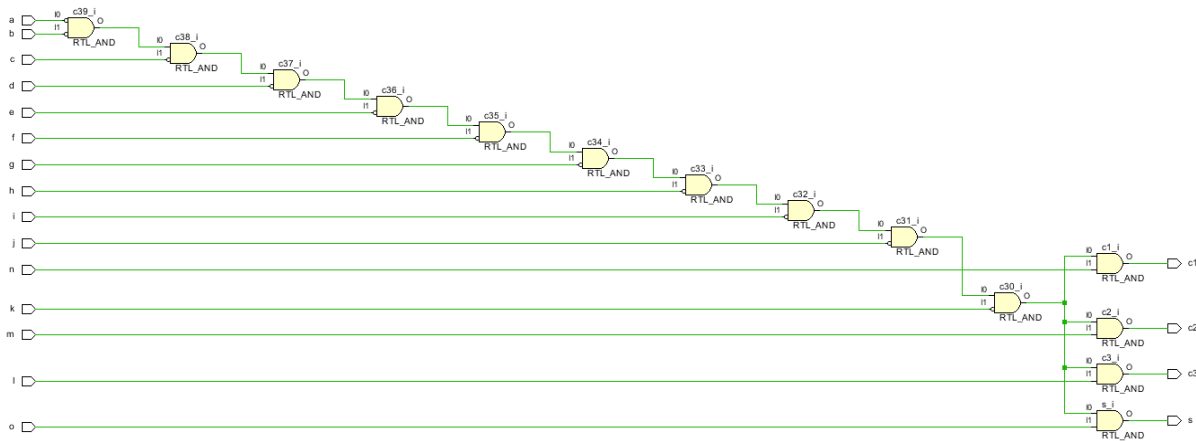 a
b
I0
I1
c39_i
O
RTL_AND
c
I0
I1
c38_i
O
RTL_AND
d
I0
I1
c37_i
O
RTL_AND
e
I0
I1
c36_i
O
RTL_AND
f
I0
I1
c35_i
O
RTL_AND
g
I0
I1
c34_i
O
RTL_AND
h
I0
I1
c33_i
O
RTL_AND
i
I0
I1
c32_i
O
RTL_AND
j
I0
I1
c31_i
O
RTL_AND
n
I0
I1
c1_i
O
RTL_AND
c1
k
I0
I1
c30_i
O
RTL_AND
m
I0
I1
c2_i
O
RTL_AND
c2
l
I0
I1
c3_i
O
RTL_AND
c3
o
I0
I1
s_i
O
RTL_AND
s